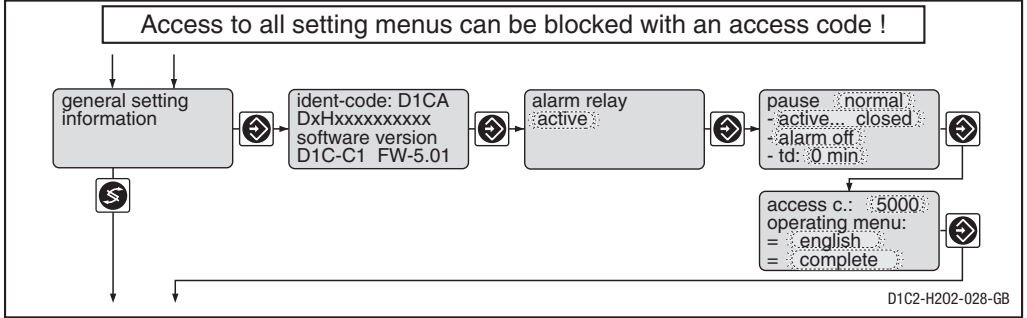 Access to all setting menus can be blocked with an access code !
general setting
information
ident-code: D1CA
DxHxxxxxxxxxx
software version
D1C-C1 FW-5.01
alarm relay
active
pause normal
- active... closed
- alarm off
- td: 0 min
access c.: 5000
operating menu:
= english
= complete
D1C2-H202-028-GB